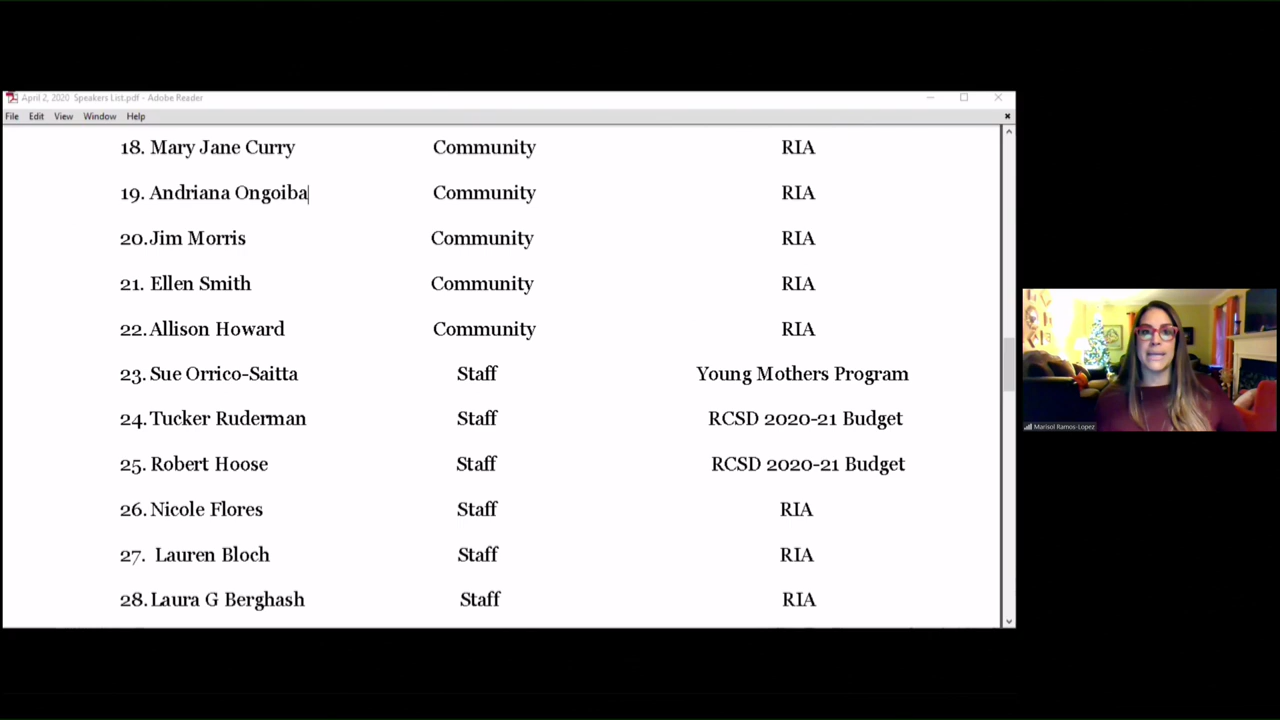 April 2, 2020 Speakers List.pdf - Adobe Reader
File Edit View Window Help
18. Mary Jane Curry Community RIA
19. Andriana Ongoiba Community RIA
20. Jim Morris Community RIA
21. Ellen Smith Community RIA
22. Allison Howard Community RIA
23. Sue Orrico-Saitta Staff Young Mothers Program
24. Tucker Ruderman Staff RCSD 2020-21 Budget
25. Robert Hoose Staff RCSD 2020-21 Budget
26. Nicole Flores Staff RIA
27. Lauren Bloch Staff RIA
28. Laura G Berghash Staff RIA
Marisol Ramos-Lopez